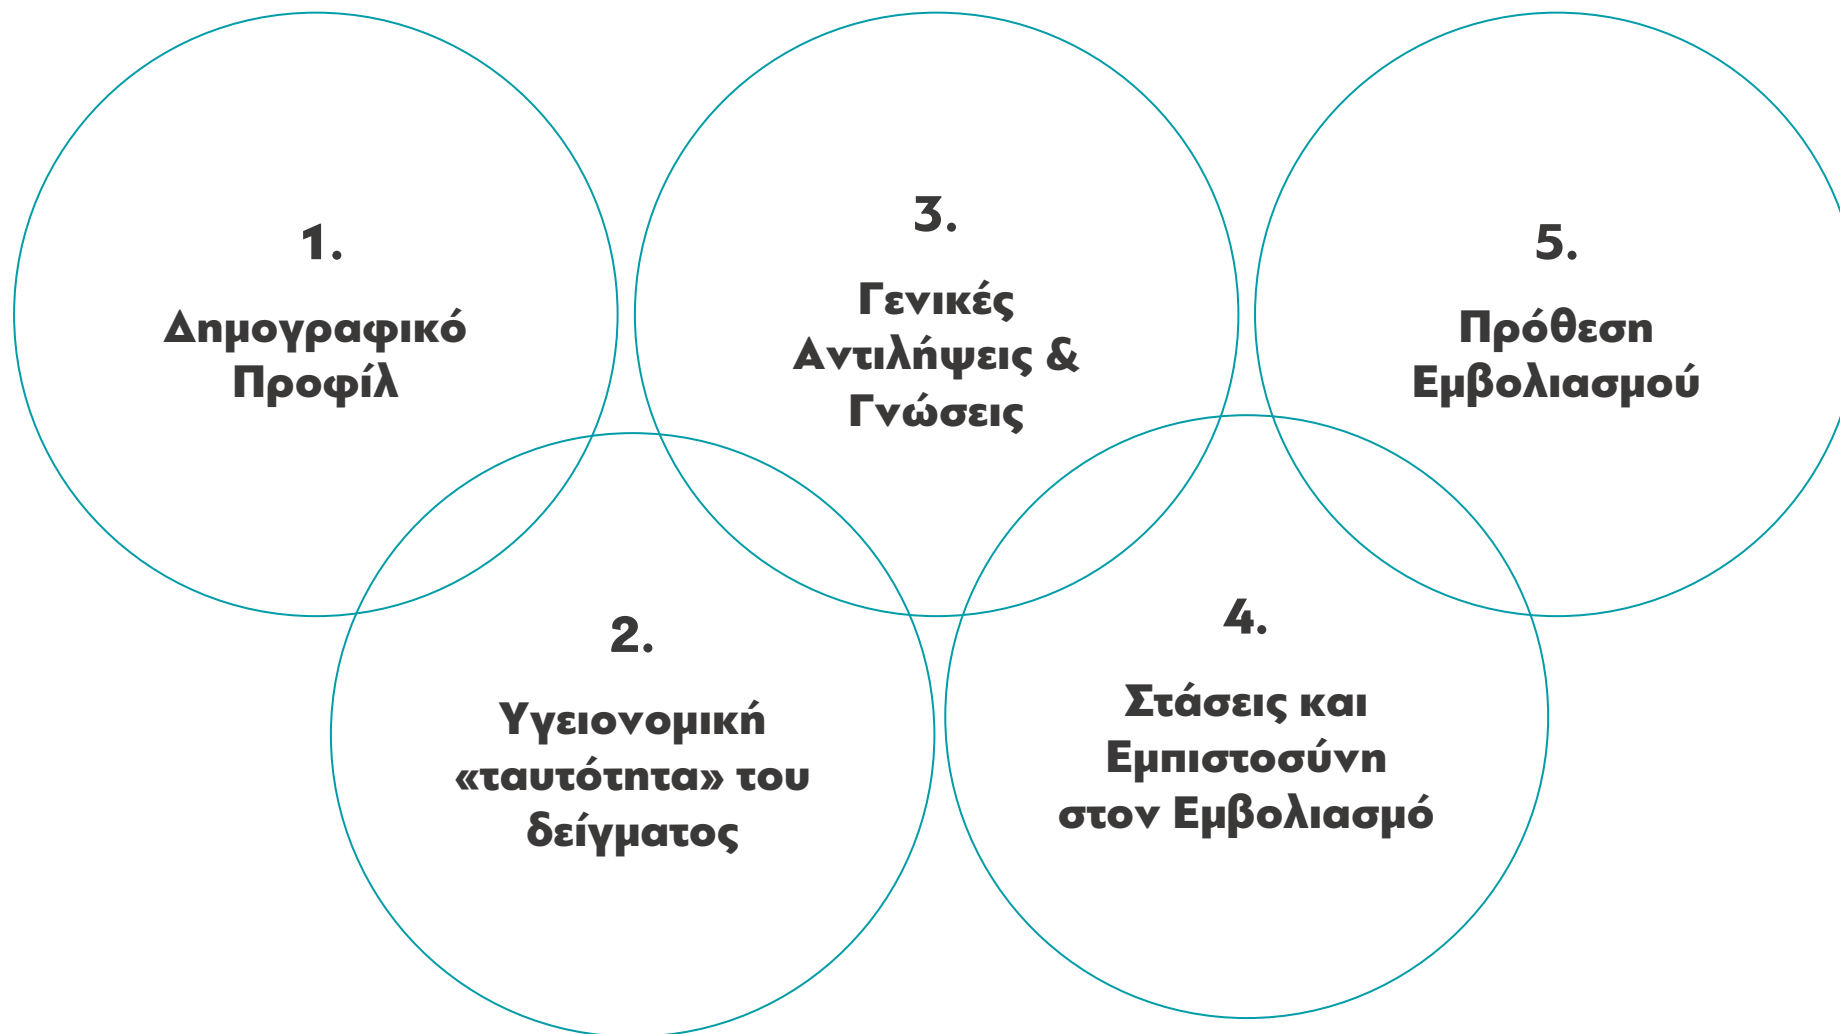 1.
Δημογραφικό
Προφίλ
2.
Υγειονομική
«ταυτότητα» του
δείγματος
3.
Γενικές
Αντιλήψεις &
Γνώσεις
4.
Στάσεις και
Εμπιστοσύνη
στον Εμβολιασμό
5.
Πρόθεση
Εμβολιασμού